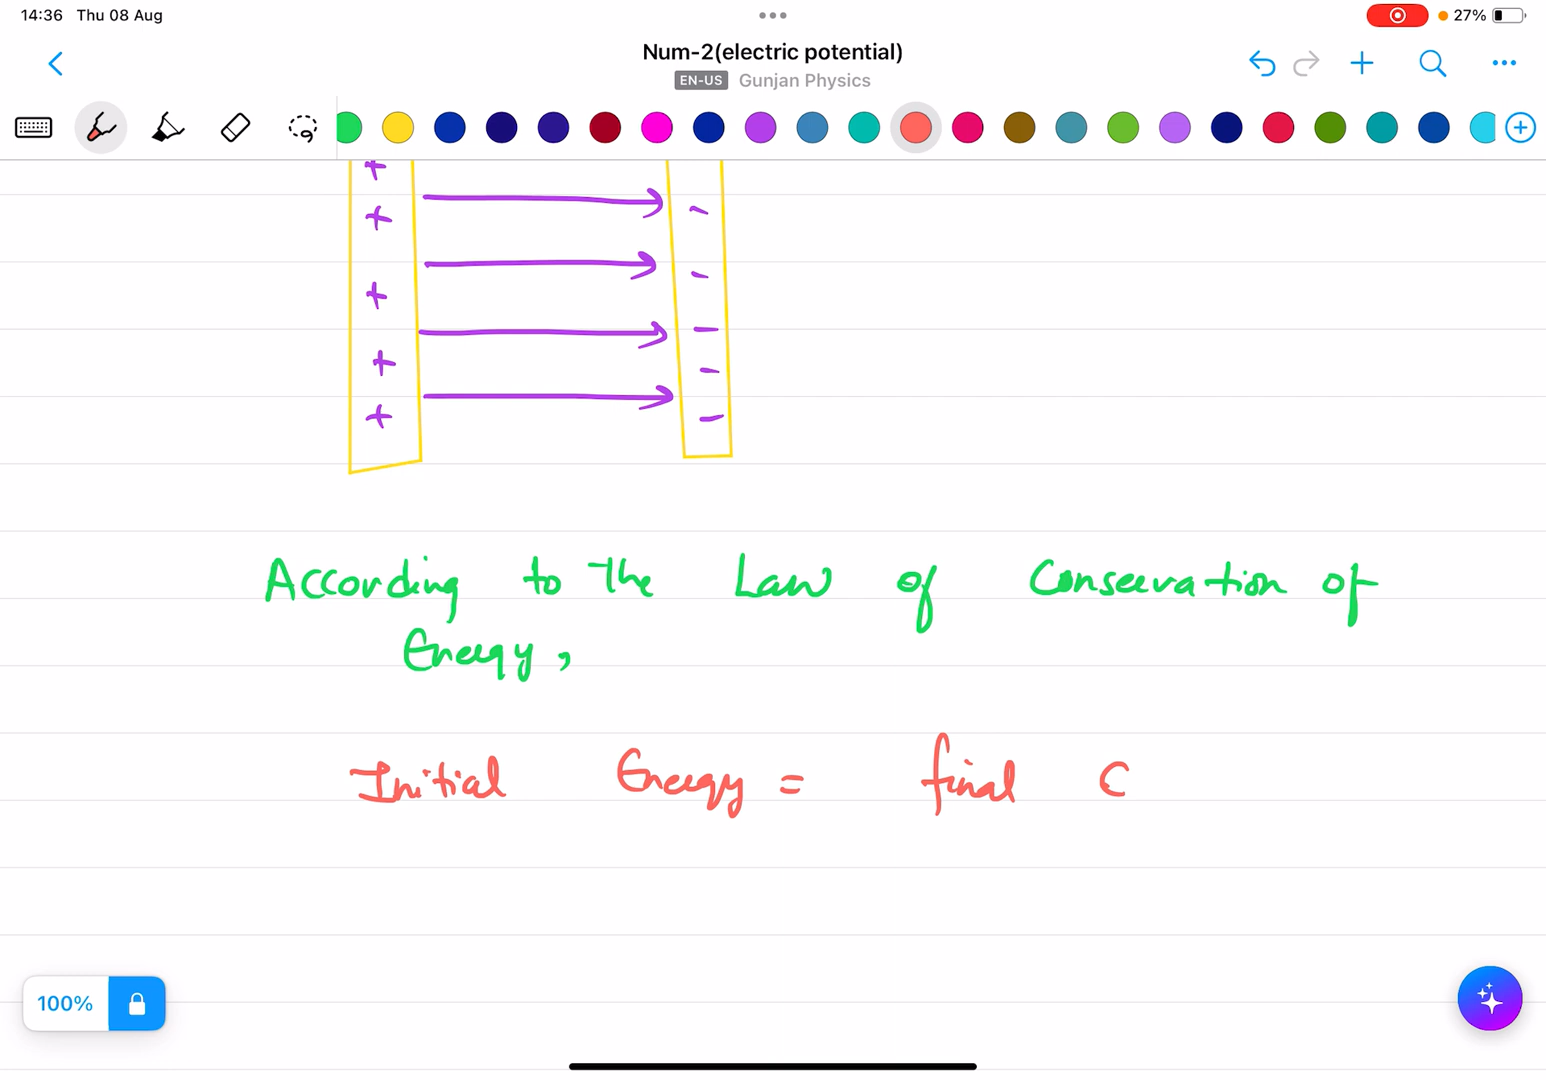 14:36 Thu 08 Aug
27%
Num-2(electric potential)
EN-US Gunjan Physics
+ -
+ -
+ -
+ -
+ -
According to the Law of Conservation of
Energy,
Initial Energy = final C
100%